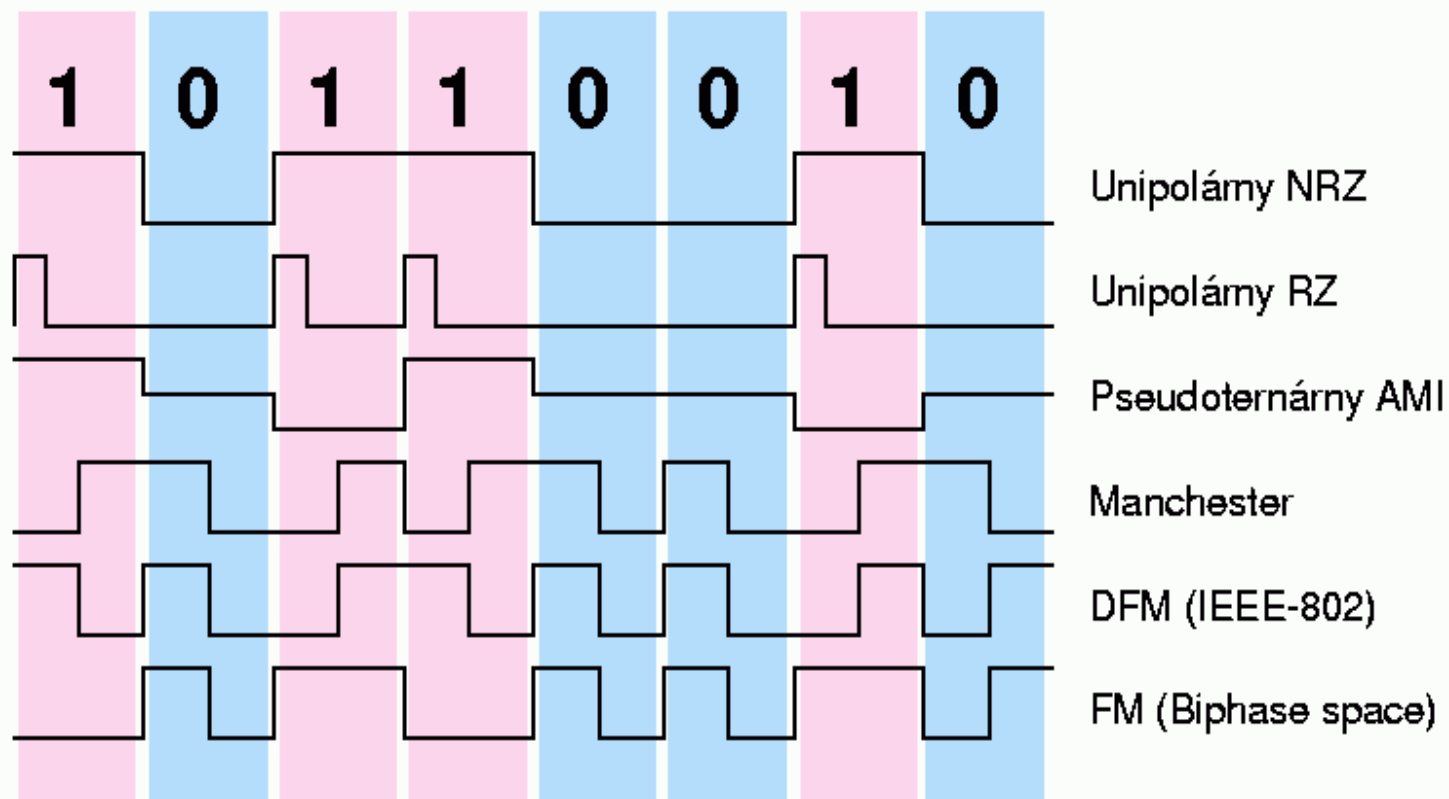 1 0 1 1 0 0 1 0
Unipolárny NRZ
Unipolárny RZ
Pseudoternárny AMI
Manchester
DFM (IEEE-802)
FM (Biphase space)